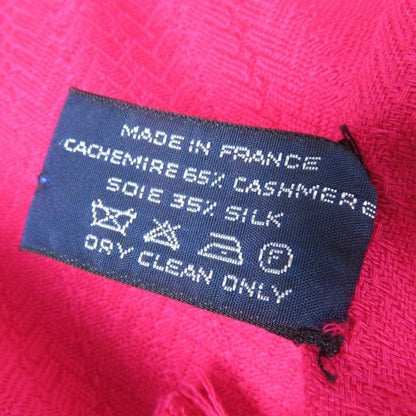 MADE IN FRANCE
CACHEMIRE 65% CASHMERE
SOIE 35% SILK
F
DRY CLEAN ONLY